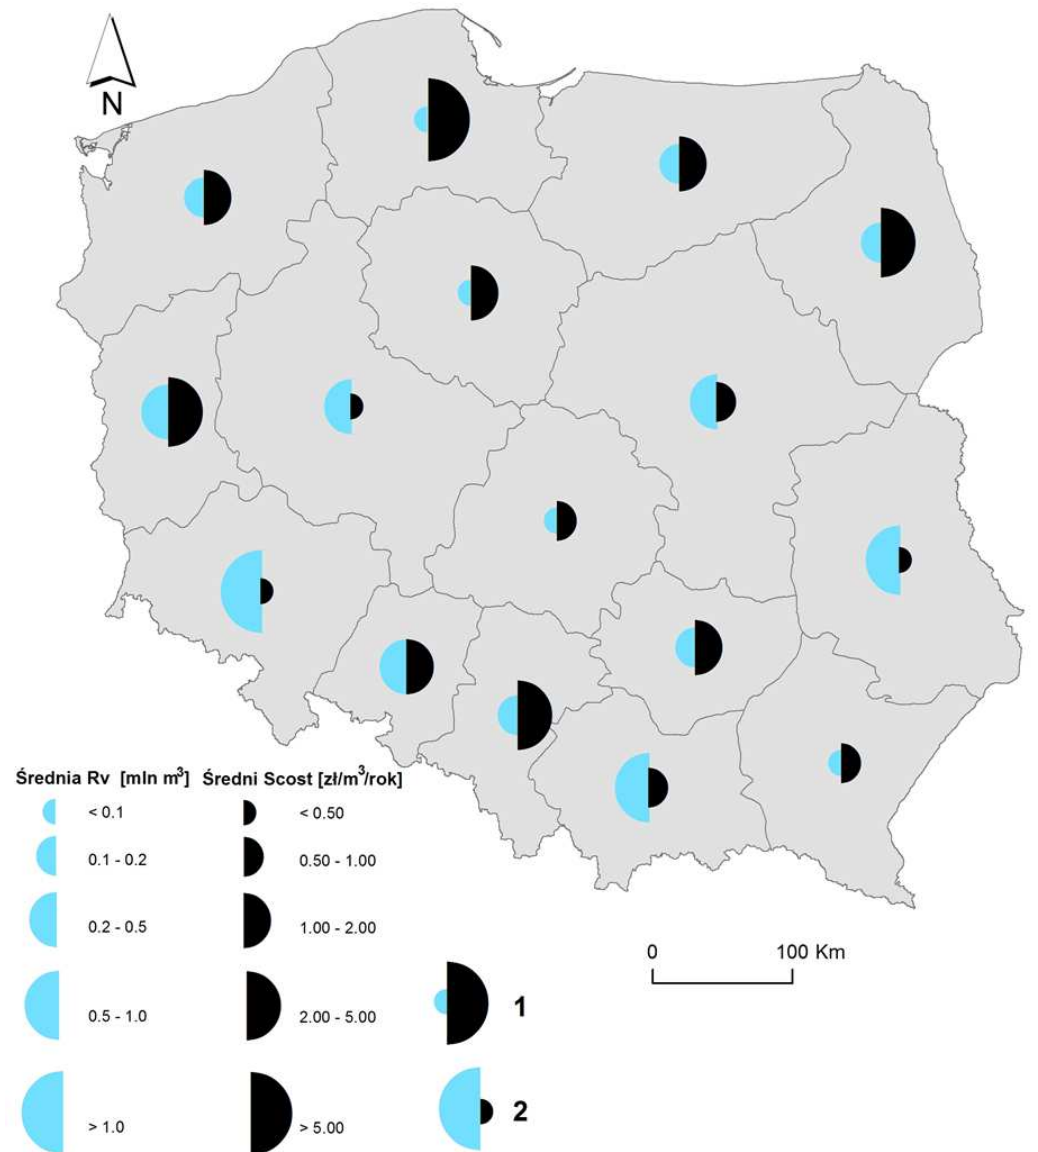 N
Średnia Rv [mln m³] Średni Scost [zł/m³/rok]
< 0.1 < 0.50
0.1 - 0.2 0.50 - 1.00
0.2 - 0.5 1.00 - 2.00
0 100 Km
0.5 - 1.0 2.00 - 5.00 1
> 1.0 > 5.00 2